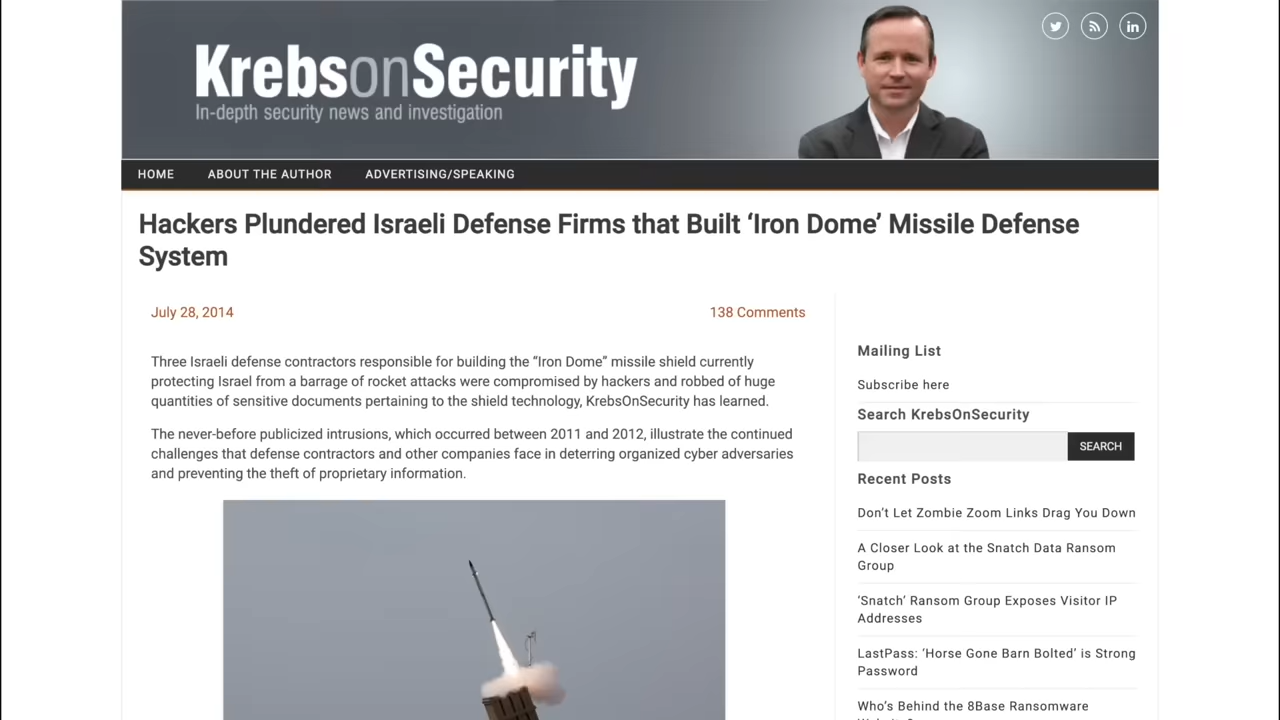 KrebsonSecurity
In-depth security news and investigation
HOME ABOUT THE AUTHOR ADVERTISING/SPEAKING
Hackers Plundered Israeli Defense Firms that Built ‘Iron Dome’ Missile Defense
System
July 28, 2014 138 Comments
Three Israeli defense contractors responsible for building the “Iron Dome” missile shield currently
protecting Israel from a barrage of rocket attacks were compromised by hackers and robbed of huge
quantities of sensitive documents pertaining to the shield technology, KrebsOnSecurity has learned.
The never-before publicized intrusions, which occurred between 2011 and 2012, illustrate the continued
challenges that defense contractors and other companies face in deterring organized cyber adversaries
and preventing the theft of proprietary information.
Mailing List
Subscribe here
Search KrebsOnSecurity
SEARCH
Recent Posts
Don’t Let Zombie Zoom Links Drag You Down
A Closer Look at the Snatch Data Ransom
Group
‘Snatch’ Ransom Group Exposes Visitor IP
Addresses
LastPass: ‘Horse Gone Barn Bolted’ is Strong
Password
Who’s Behind the 8Base Ransomware